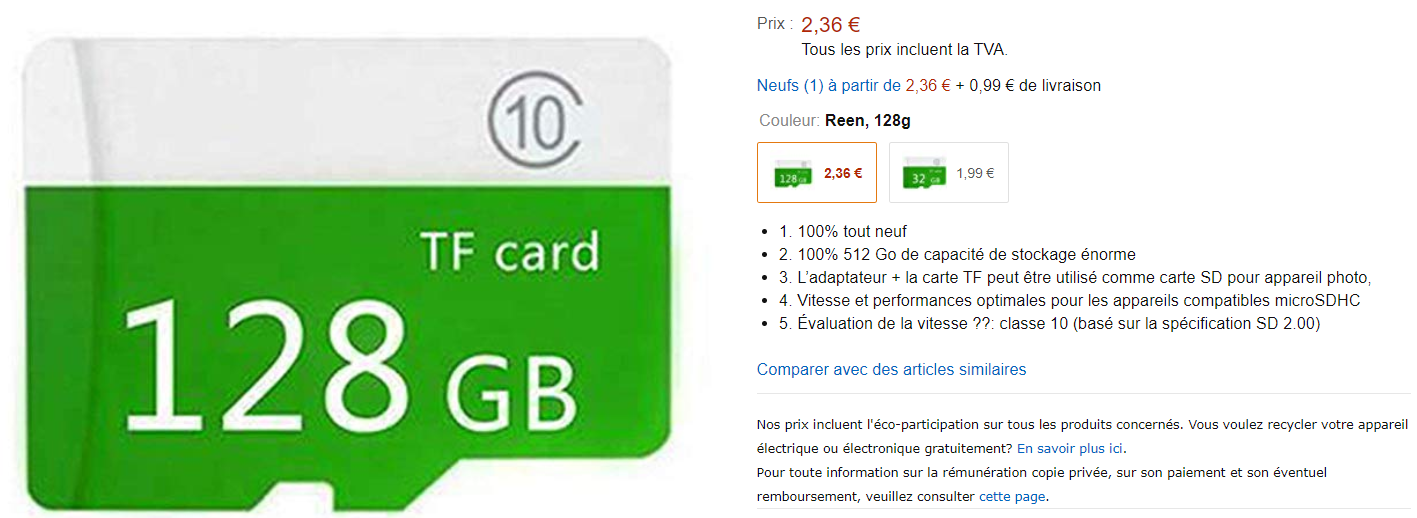 10
TF card
128 GB
Prix : 2,36 €
Tous les prix incluent la TVA.
Neufs (1) à partir de 2,36 € + 0,99 € de livraison
Couleur: Reen, 128g
128 GB 2,36 €
32 GB 1,99 €
• 1. 100% tout neuf
• 2. 100% 512 Go de capacité de stockage énorme
• 3. L’adaptateur + la carte TF peut être utilisé comme carte SD pour appareil photo,
• 4. Vitesse et performances optimales pour les appareils compatibles microSDHC
• 5. Évaluation de la vitesse ??: classe 10 (basé sur la spécification SD 2.00)
Comparer avec des articles similaires
Nos prix incluent l'éco-participation sur tous les produits concernés. Vous voulez recycler votre appareil
électrique ou électronique gratuitement? En savoir plus ici.
Pour toute information sur la rémunération copie privée, sur son paiement et son éventuel
remboursement, veuillez consulter cette page.